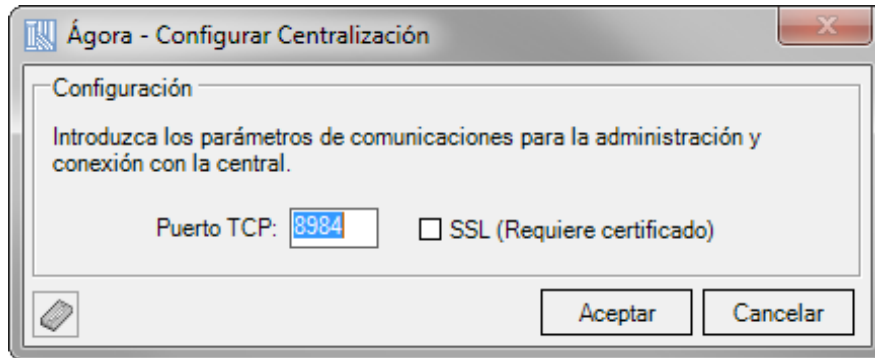 Ágora - Configurar Centralización
Configuración
Introduzca los parámetros de comunicaciones para la administración y
conexión con la central.
Puerto TCP: 8984 SSL (Requiere certificado)
Aceptar Cancelar